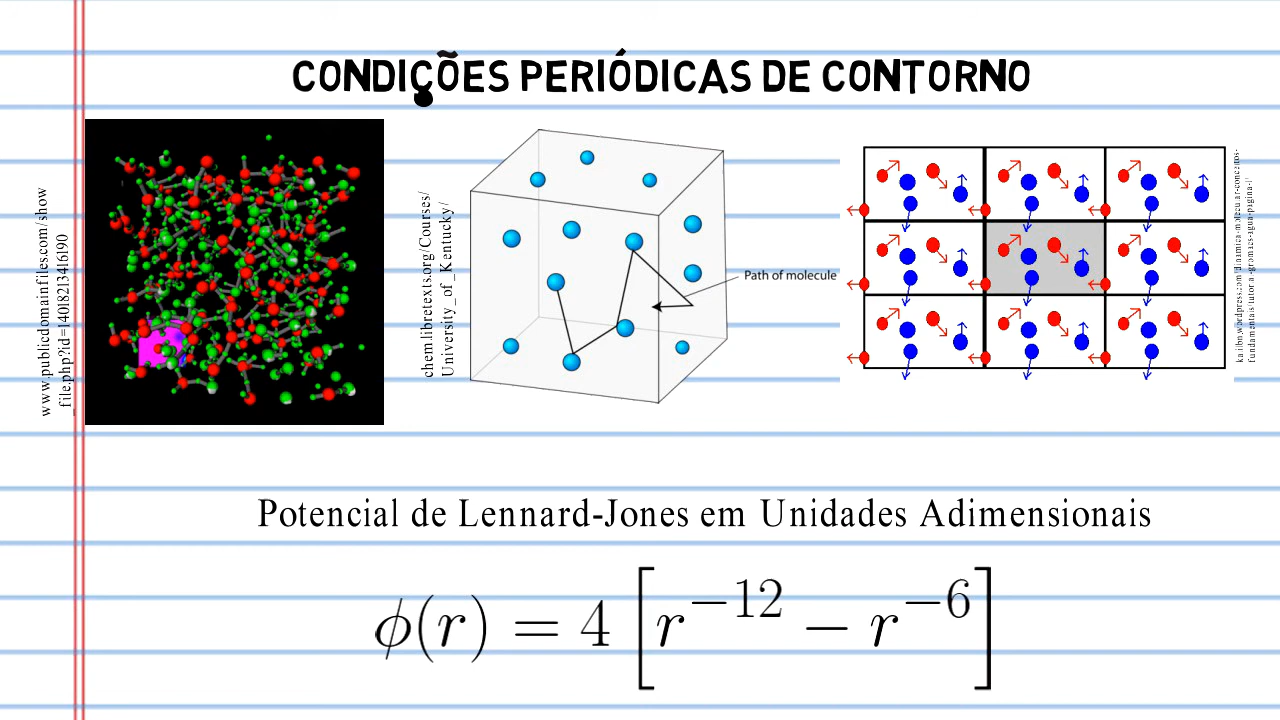 CONDIÇÕES PERIÓDICAS DE CONTORNO
www.publicdomainfiles.com/show
_file.php?id=14018213416190
chem.libretexts.org/Courses/
University_of_Kentucky/
Path of molecule
Potencial de Lennard-Jones em Unidades Adimensionais
ϕ(r) = 4 [r⁻¹² − r⁻⁶]